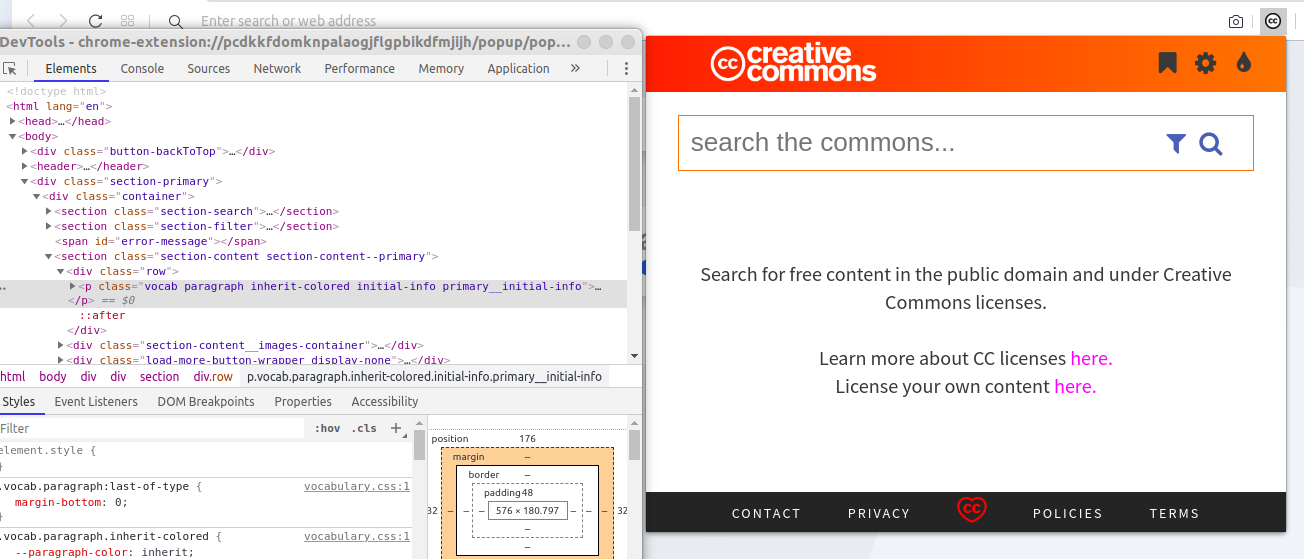 Enter search or web address
DevTools - chrome-extension://pcdkkfdomknpalaogjflgpbikdfmjijh/popup/pop...
Elements Console Sources Network Performance Memory Application »
<!doctype html>
<html lang="en">
<head>…</head>
<body>
<div class="button-backToTop">…</div>
<header>…</header>
<div class="section-primary">
<div class="container">
<section class="section-search">…</section>
<section class="section-filter">…</section>
<span id="error-message"></span>
<section class="section-content section-content--primary">
<div class="row">
<p class="vocab paragraph inherit-colored initial-info primary__initial-info">…
</p> == $0
::after
</div>
<div class="section-content__images-container">…</div>
<div class="load-more-button-wrapper display-none">…</div>
html body div div section div.row p.vocab.paragraph.inherit-colored.initial-info.primary__initial-info
Styles Event Listeners DOM Breakpoints Properties Accessibility
Filter :hov .cls +
element.style {
}
.vocab.paragraph:last-of-type { vocabulary.css:1
margin-bottom: 0;
}
.vocab.paragraph.inherit-colored { vocabulary.css:1
--paragraph-color: inherit;
position 176
margin –
border –
padding 48
32 – – – 576 × 180.797 – – – 32
–
–
cc creative
commons
search the commons...
Search for free content in the public domain and under Creative
Commons licenses.
Learn more about CC licenses here.
License your own content here.
CONTACT PRIVACY CC POLICIES TERMS